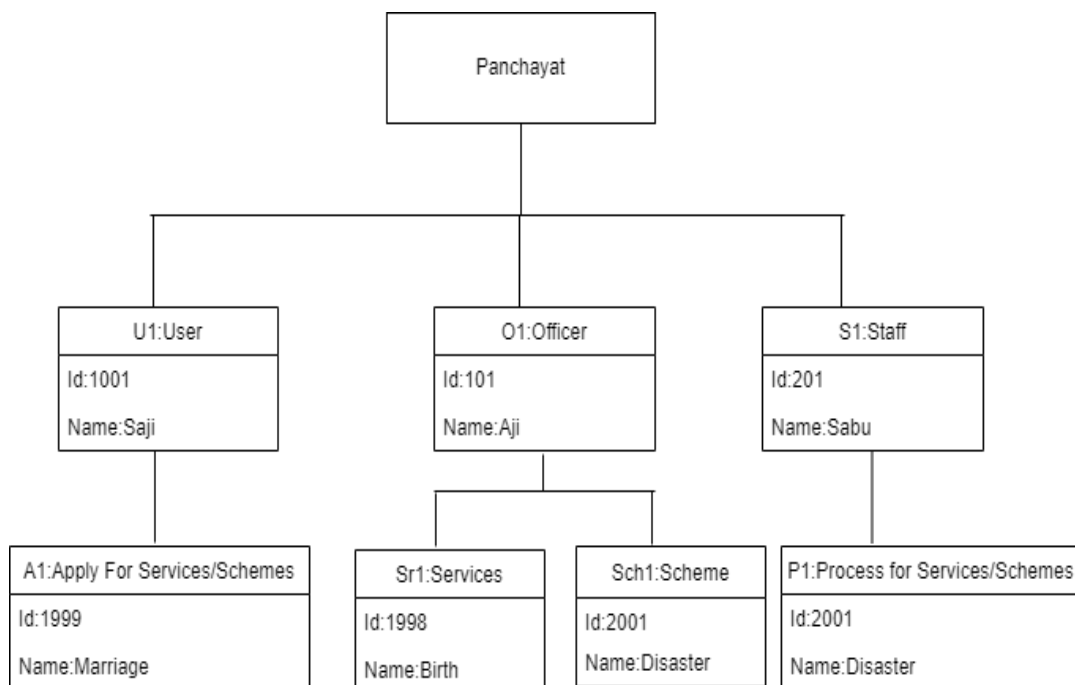 Panchayat
U1:User
Id:1001
Name:Saji
O1:Officer
Id:101
Name:Aji
S1:Staff
Id:201
Name:Sabu
A1:Apply For Services/Schemes
Id:1999
Name:Marriage
Sr1:Services
Id:1998
Name:Birth
Sch1:Scheme
Id:2001
Name:Disaster
P1:Process for Services/Schemes
Id:2001
Name:Disaster